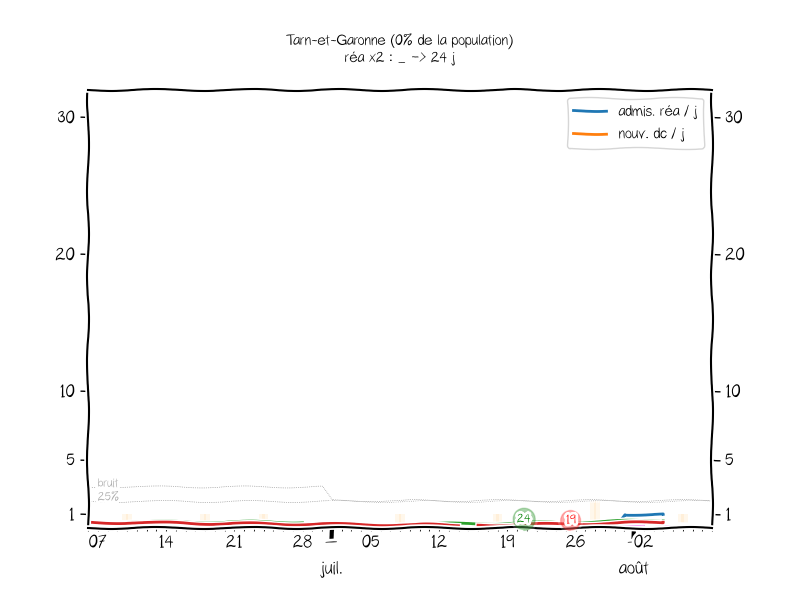 Tarn-et-Garonne (0% de la population)
réa x2 : _ -> 24 j
admis. réa / j
nouv. dc / j
30
30
20
20
10
10
5
5
bruit
25%
1
1
24
19
07 14 21 28 05 12 19 26 02
juil. août